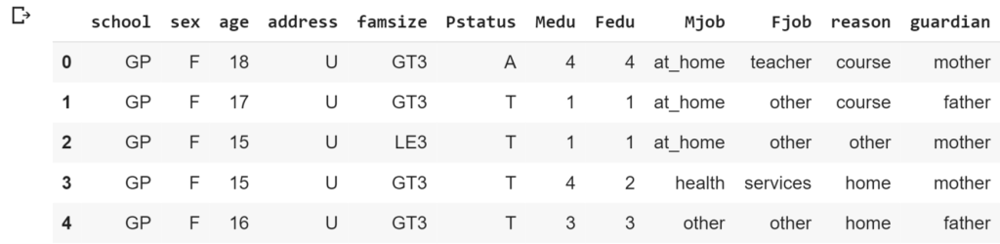 school sex age address famsize Pstatus Medu Fedu Mjob Fjob reason guardian
0 GP F 18 U GT3 A 4 4 at_home teacher course mother
1 GP F 17 U GT3 T 1 1 at_home other course father
2 GP F 15 U LE3 T 1 1 at_home other other mother
3 GP F 15 U GT3 T 4 2 health services home mother
4 GP F 16 U GT3 T 3 3 other other home father